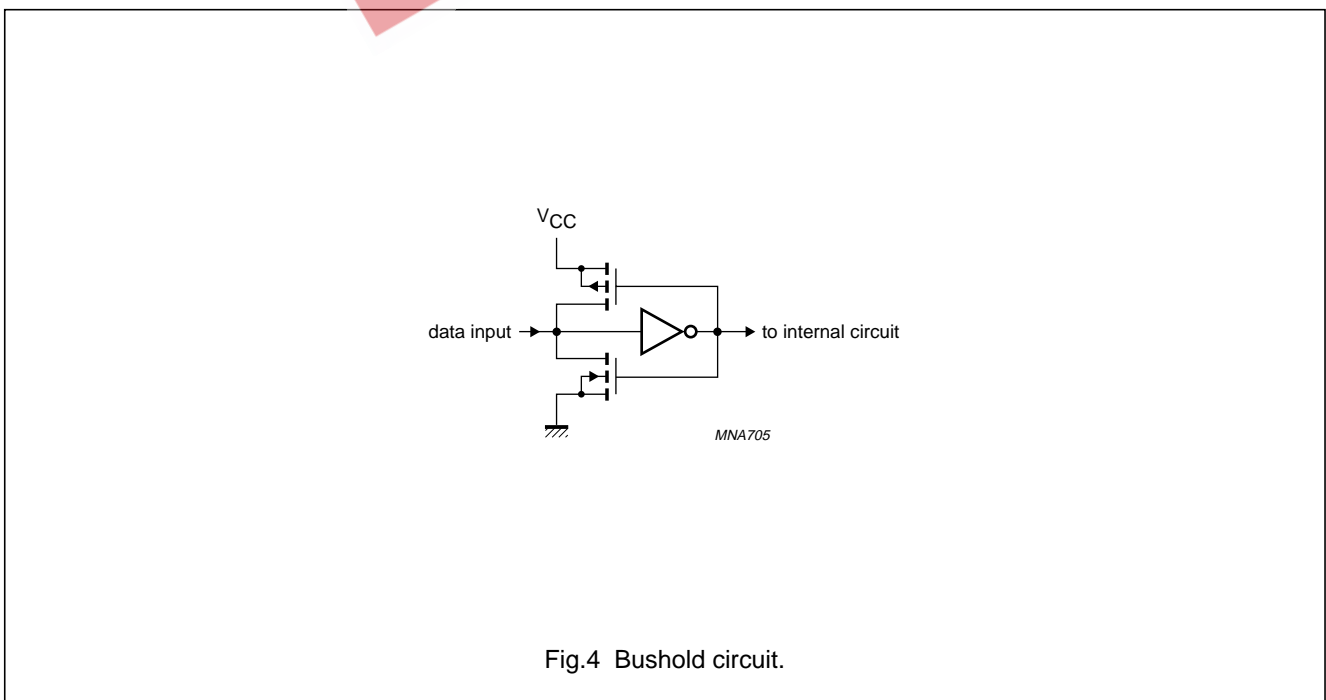 VCC
data input
to internal circuit
MNA705
Fig.4 Bushold circuit.